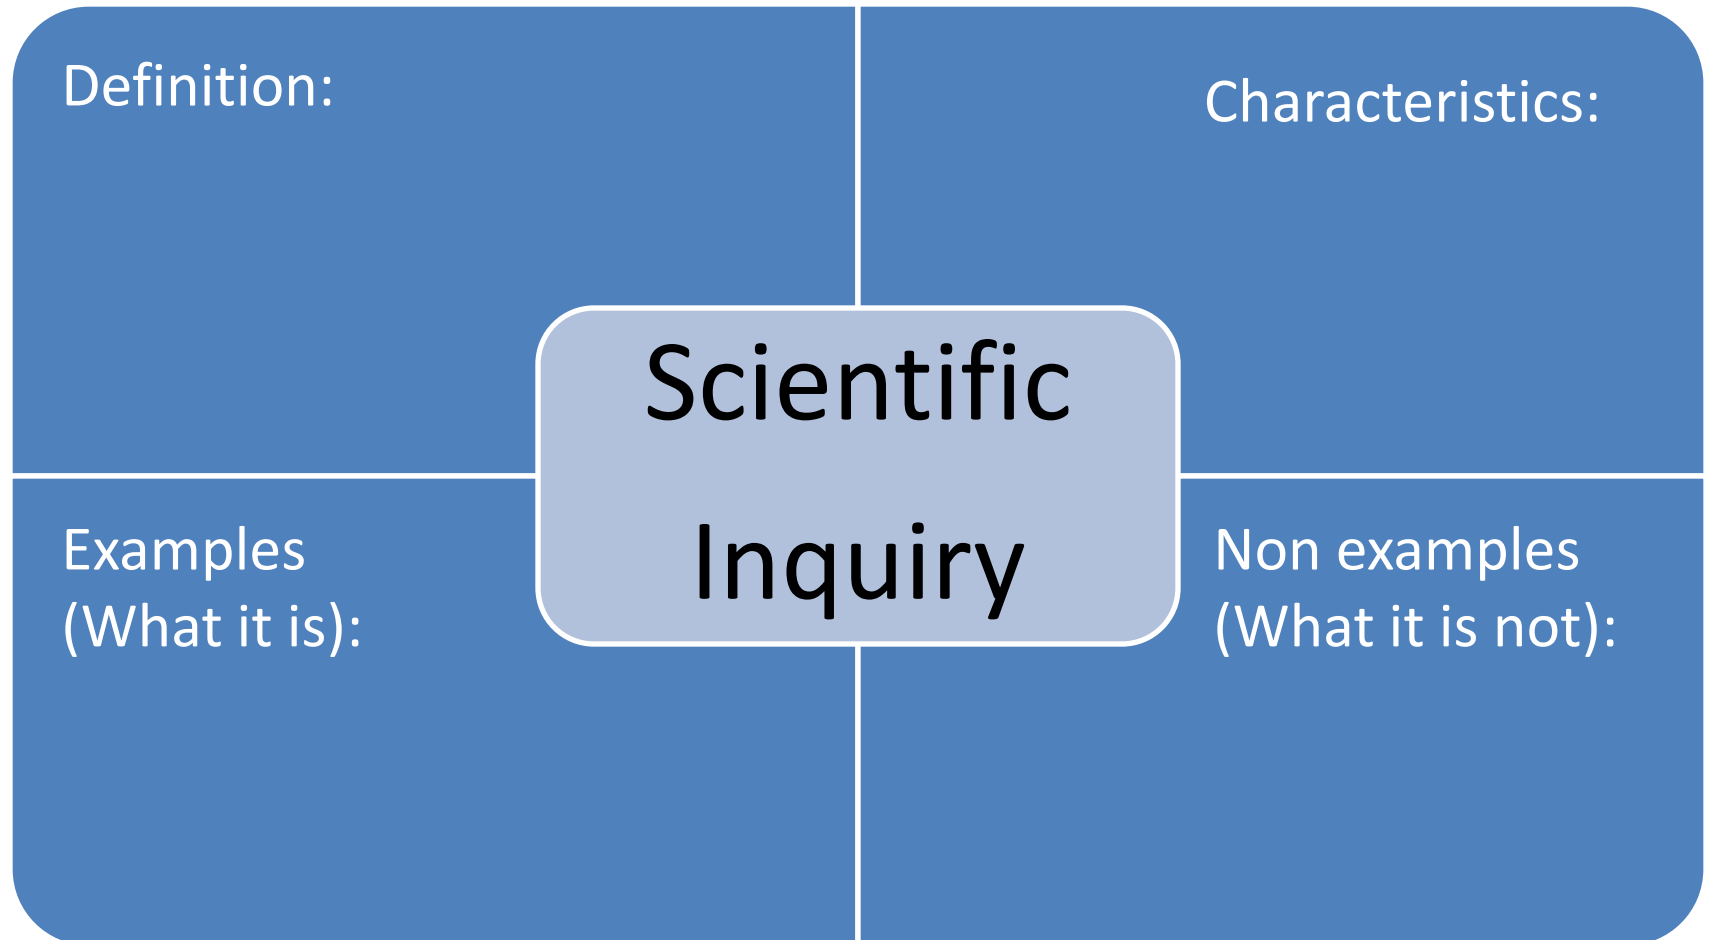 Definition:
Characteristics:
Scientific
Inquiry
Examples
(What it is):
Non examples
(What it is not):